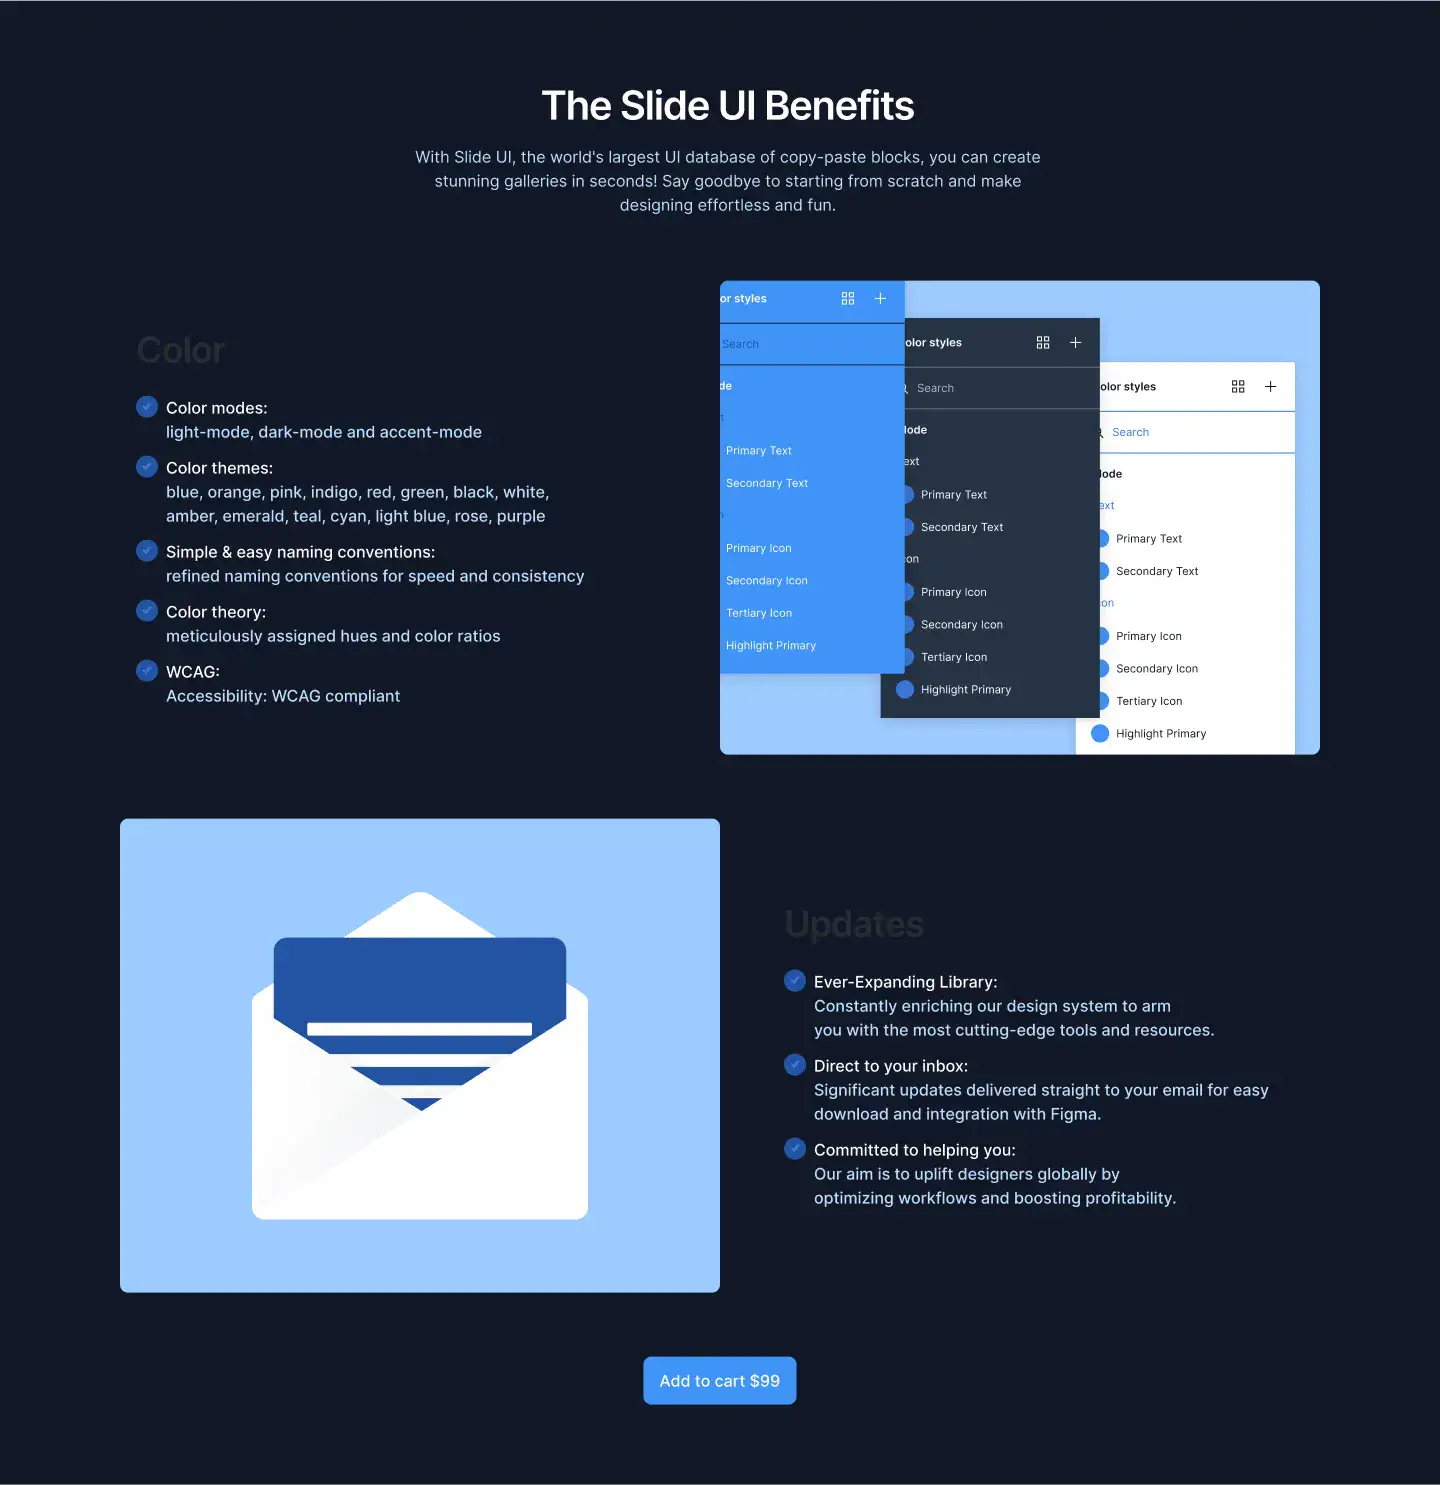 The Slide UI Benefits
With Slide UI, the world's largest UI database of copy-paste blocks, you can create
stunning galleries in seconds! Say goodbye to starting from scratch and make
designing effortless and fun.
Color
Color modes:
light-mode, dark-mode and accent-mode
Color themes:
blue, orange, pink, indigo, red, green, black, white,
amber, emerald, teal, cyan, light blue, rose, purple
Simple & easy naming conventions:
refined naming conventions for speed and consistency
Color theory:
meticulously assigned hues and color ratios
WCAG:
Accessibility: WCAG compliant
or styles
Search
de
t
Primary Text
Secondary Text
n
Primary Icon
Secondary Icon
Tertiary Icon
Highlight Primary
olor styles
Search
lode
ext
Primary Text
Secondary Text
con
Primary Icon
Secondary Icon
Tertiary Icon
Highlight Primary
olor styles
Search
lode
ext
Primary Text
Secondary Text
con
Primary Icon
Secondary Icon
Tertiary Icon
Highlight Primary
Updates
Ever-Expanding Library:
Constantly enriching our design system to arm
you with the most cutting-edge tools and resources.
Direct to your inbox:
Significant updates delivered straight to your email for easy
download and integration with Figma.
Committed to helping you:
Our aim is to uplift designers globally by
optimizing workflows and boosting profitability.
Add to cart $99